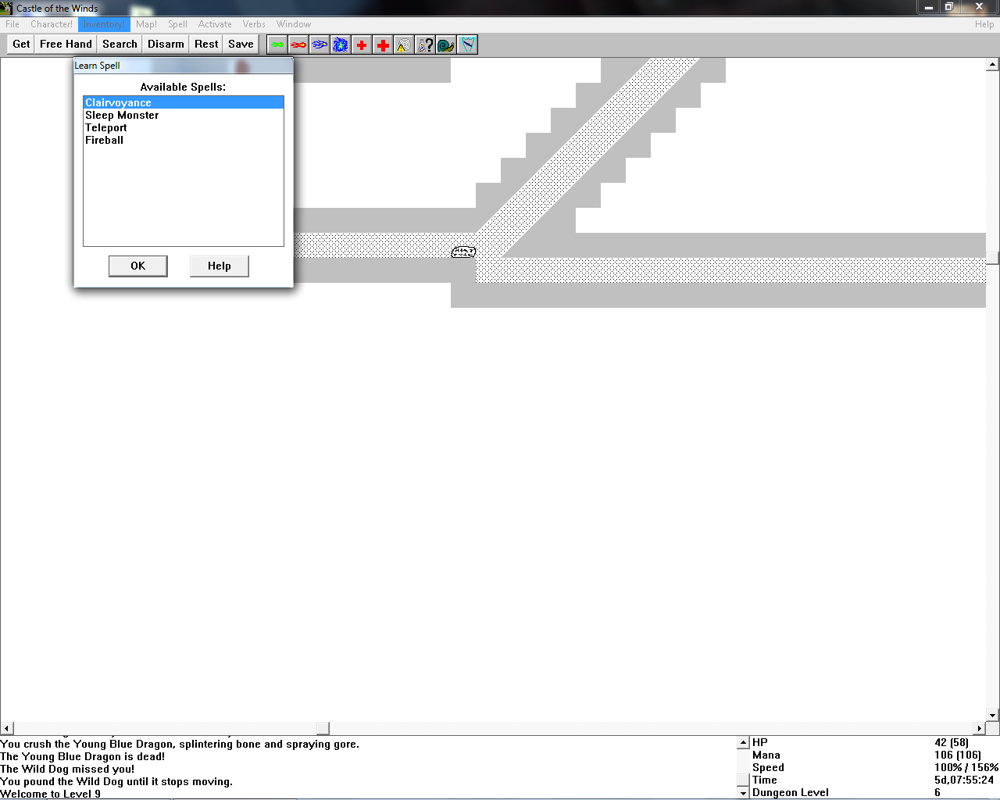 Castle of the Winds
File Character! Inventory! Map! Spell Activate Verbs Window Help
Get Free Hand Search Disarm Rest Save
Learn Spell
Available Spells:
Clairvoyance
Sleep Monster
Teleport
Fireball
OK Help
You crush the Young Blue Dragon, splintering bone and spraying gore.
The Young Blue Dragon is dead!
The Wild Dog missed you!
You pound the Wild Dog until it stops moving.
Welcome to Level 9
HP 42 (58)
Mana 106 (106)
Speed 100% / 156%
Time 5d,07:55:24
Dungeon Level 6